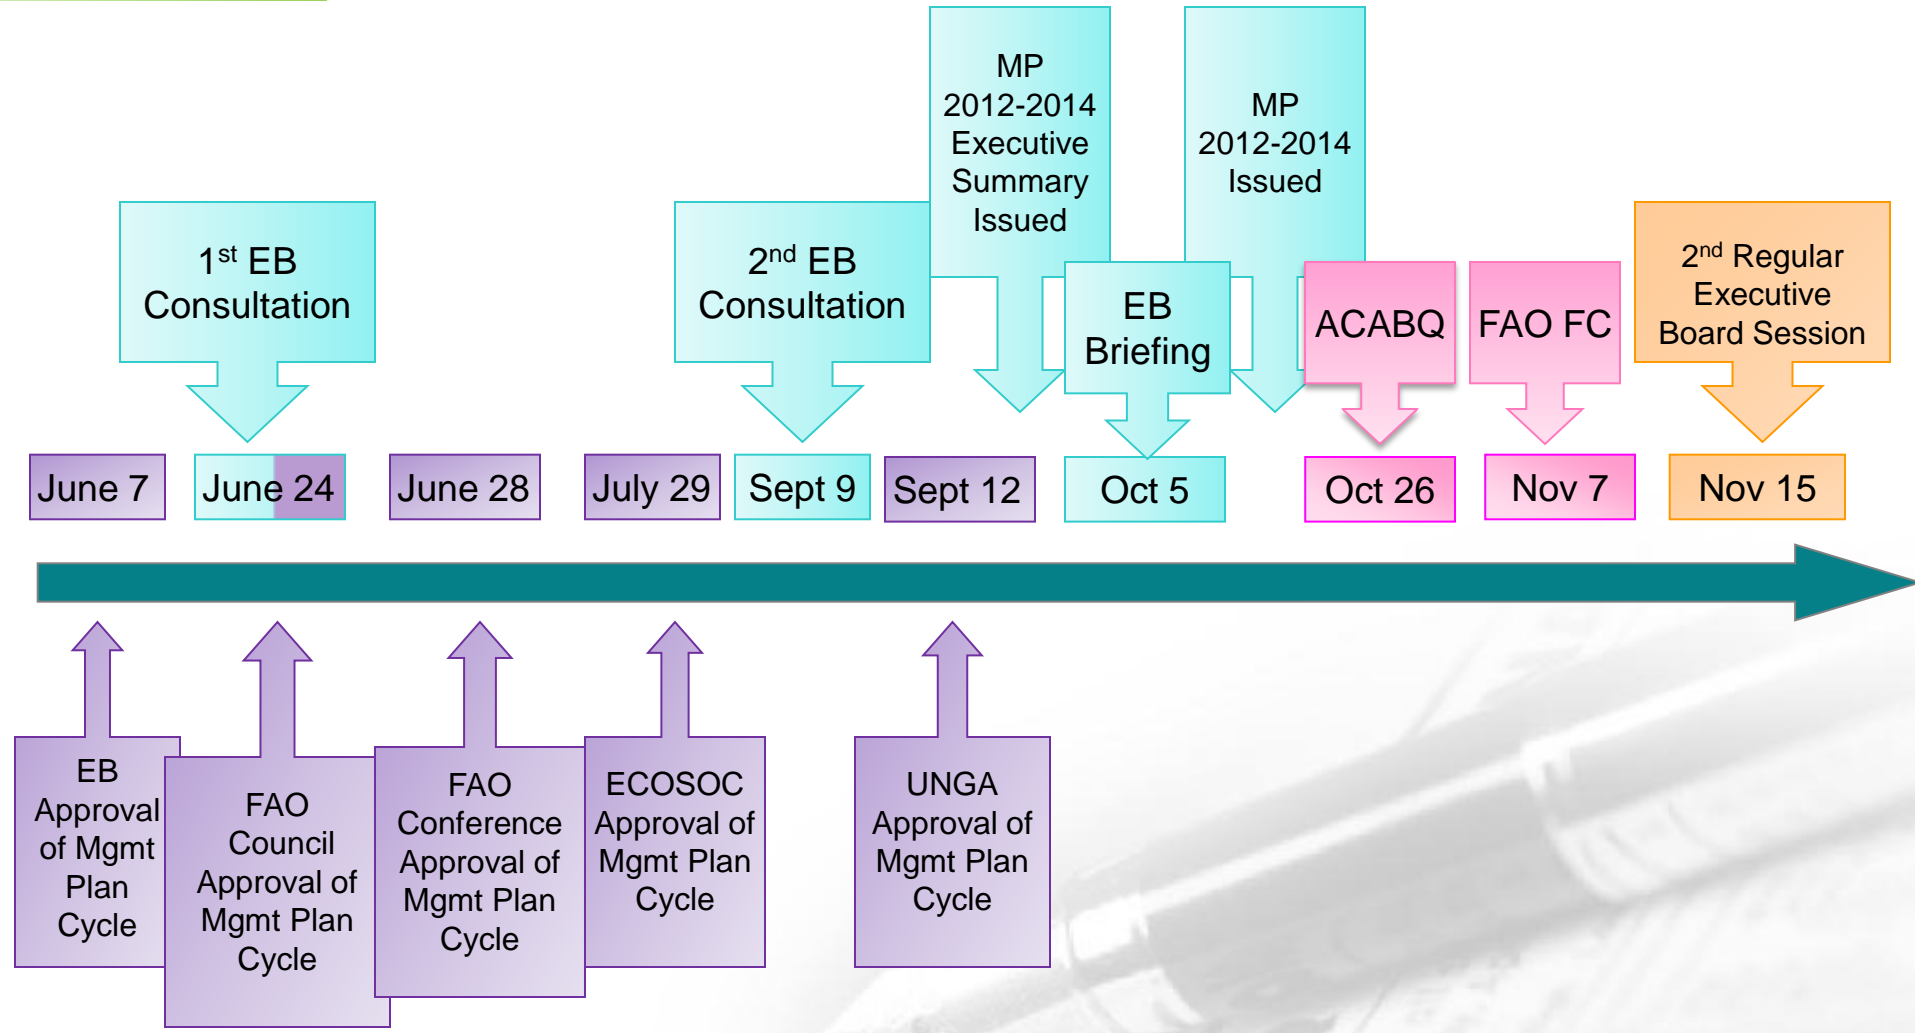 MP
2012-2014
Executive
Summary
Issued
MP
2012-2014
Issued
1st EB
Consultation
2nd EB
Consultation
EB
Briefing
ACABQ
FAO FC
2nd Regular
Executive
Board Session
June 7
June 24
June 28
July 29
Sept 9
Sept 12
Oct 5
Oct 26
Nov 7
Nov 15
EB
Approval
of Mgmt
Plan
Cycle
FAO
Council
Approval of
Mgmt Plan
Cycle
FAO
Conference
Approval of
Mgmt Plan
Cycle
ECOSOC
Approval of
Mgmt Plan
Cycle
UNGA
Approval of
Mgmt Plan
Cycle